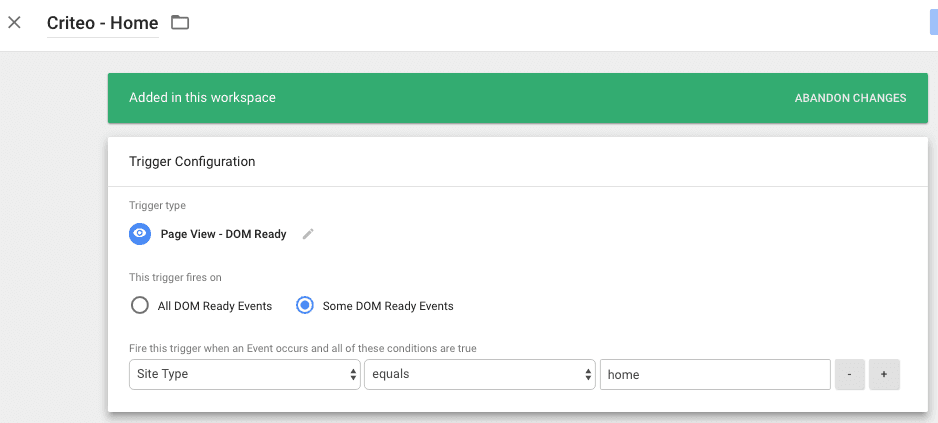 Criteo - Home
Added in this workspace ABANDON CHANGES
Trigger Configuration
Trigger type
Page View - DOM Ready
This trigger fires on
All DOM Ready Events Some DOM Ready Events
Fire this trigger when an Event occurs and all of these conditions are true
Site Type equals home - +